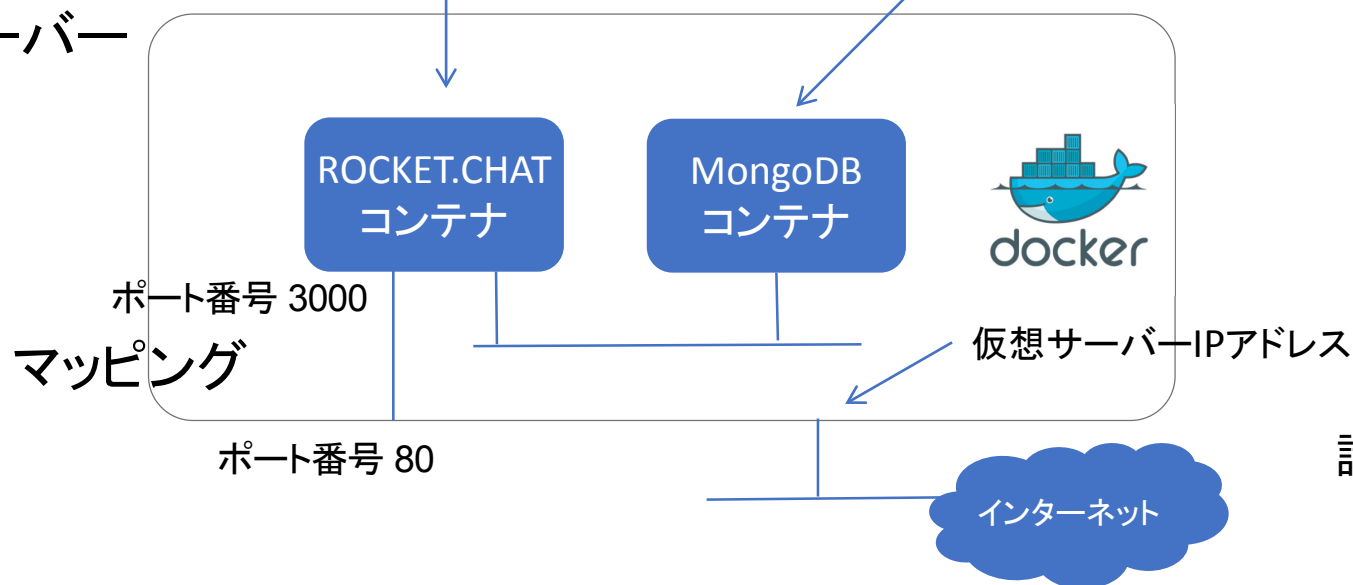 ーバー
ROCKET.CHAT
コンテナ
MongoDB
コンテナ
docker
ポート番号 3000
仮想サーバーIPアドレス
マッピング
ポート番号 80
インターネット